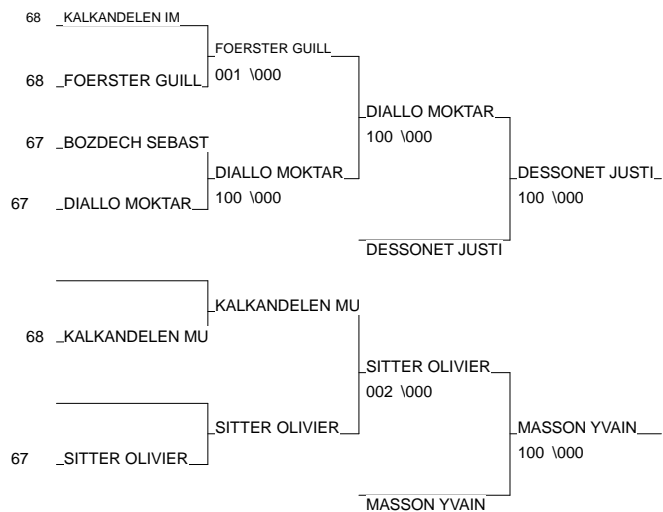 68 KALKANDELEN IM
FOERSTER GUILL
001 \000
68 FOERSTER GUILL
DIALLO MOKTAR
100 \000
67 BOZDECH SEBAST
DIALLO MOKTAR
100 \000
67 DIALLO MOKTAR
DESSONET JUSTI
100 \000
DESSONET JUSTI
KALKANDELEN MU
68 KALKANDELEN MU
SITTER OLIVIER
002 \000
SITTER OLIVIER
67 SITTER OLIVIER
MASSON YVAIN
100 \000
MASSON YVAIN